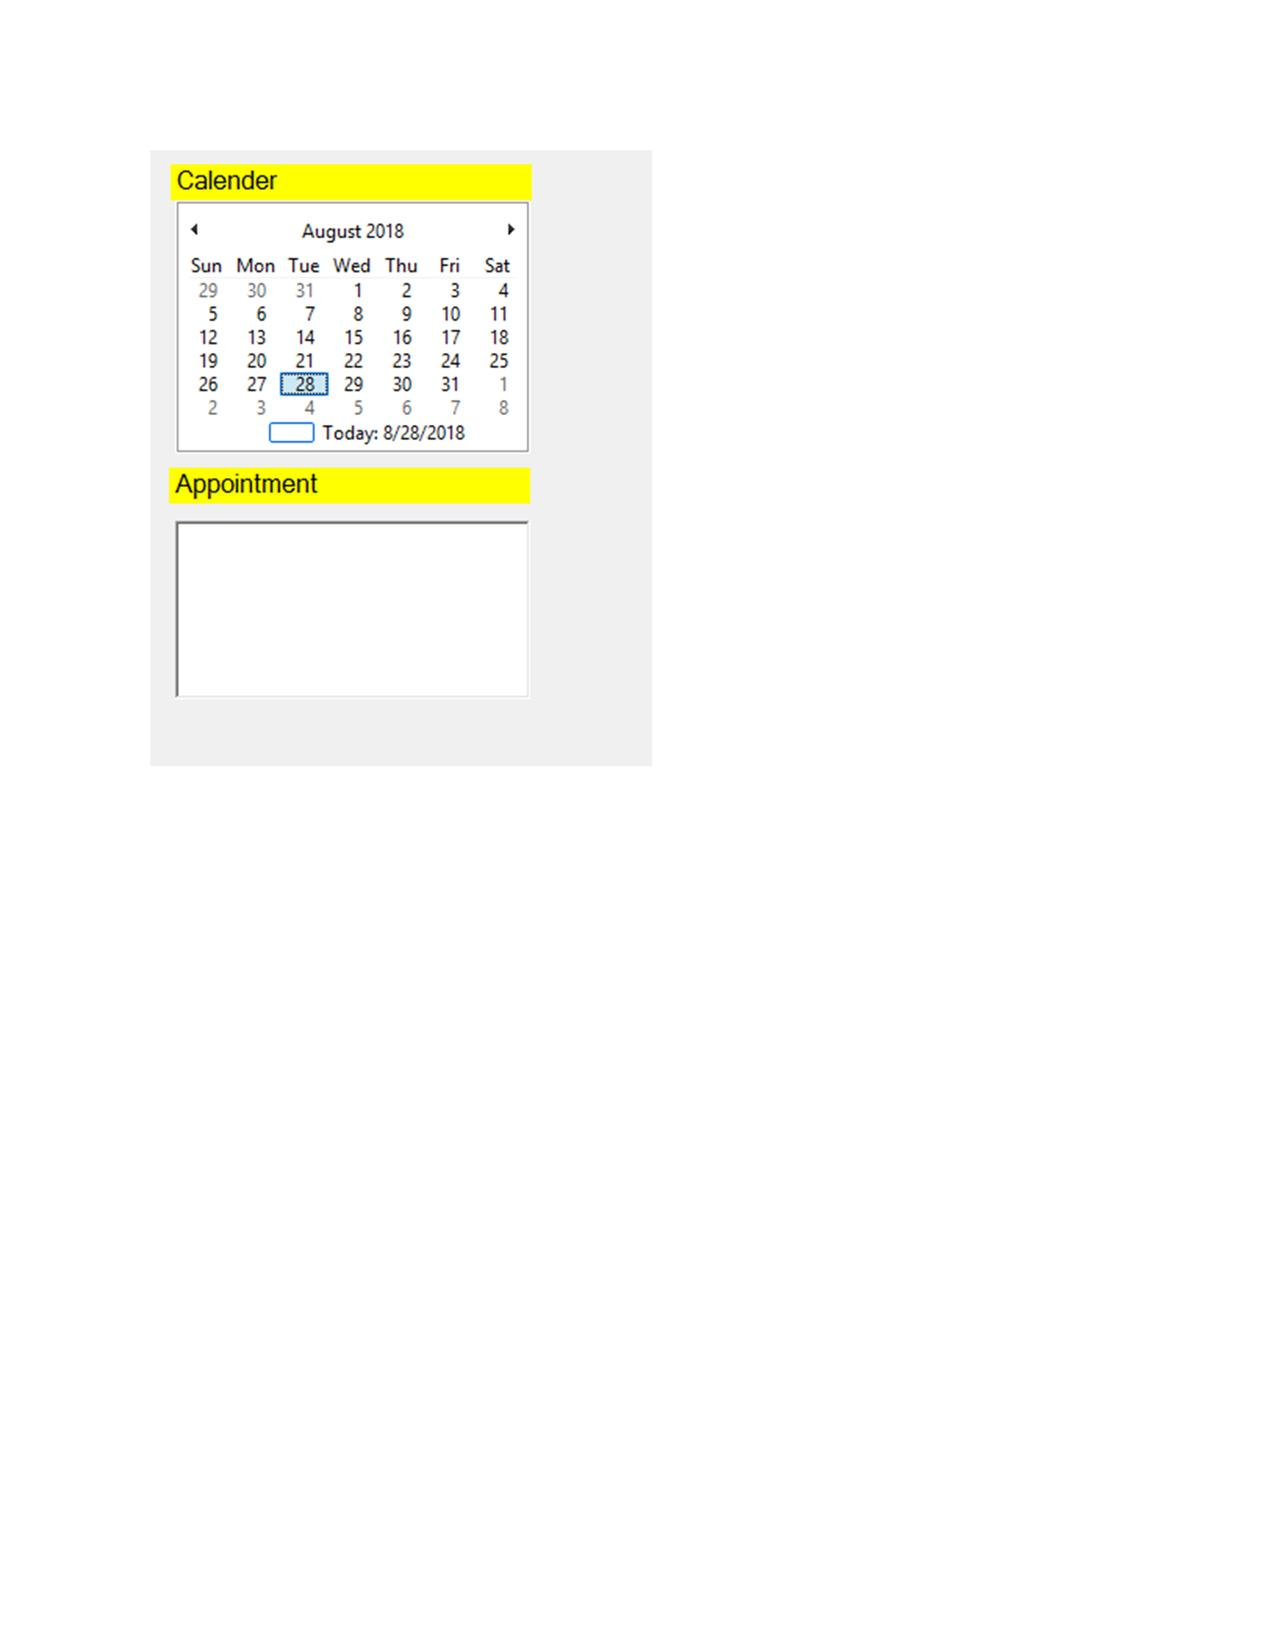 Calender
August 2018
Sun Mon Tue Wed Thu Fri Sat
29 30 31 1 2 3 4
5 6 7 8 9 10 11
12 13 14 15 16 17 18
19 20 21 22 23 24 25
26 27 28 29 30 31 1
2 3 4 5 6 7 8
Today: 8/28/2018
Appointment